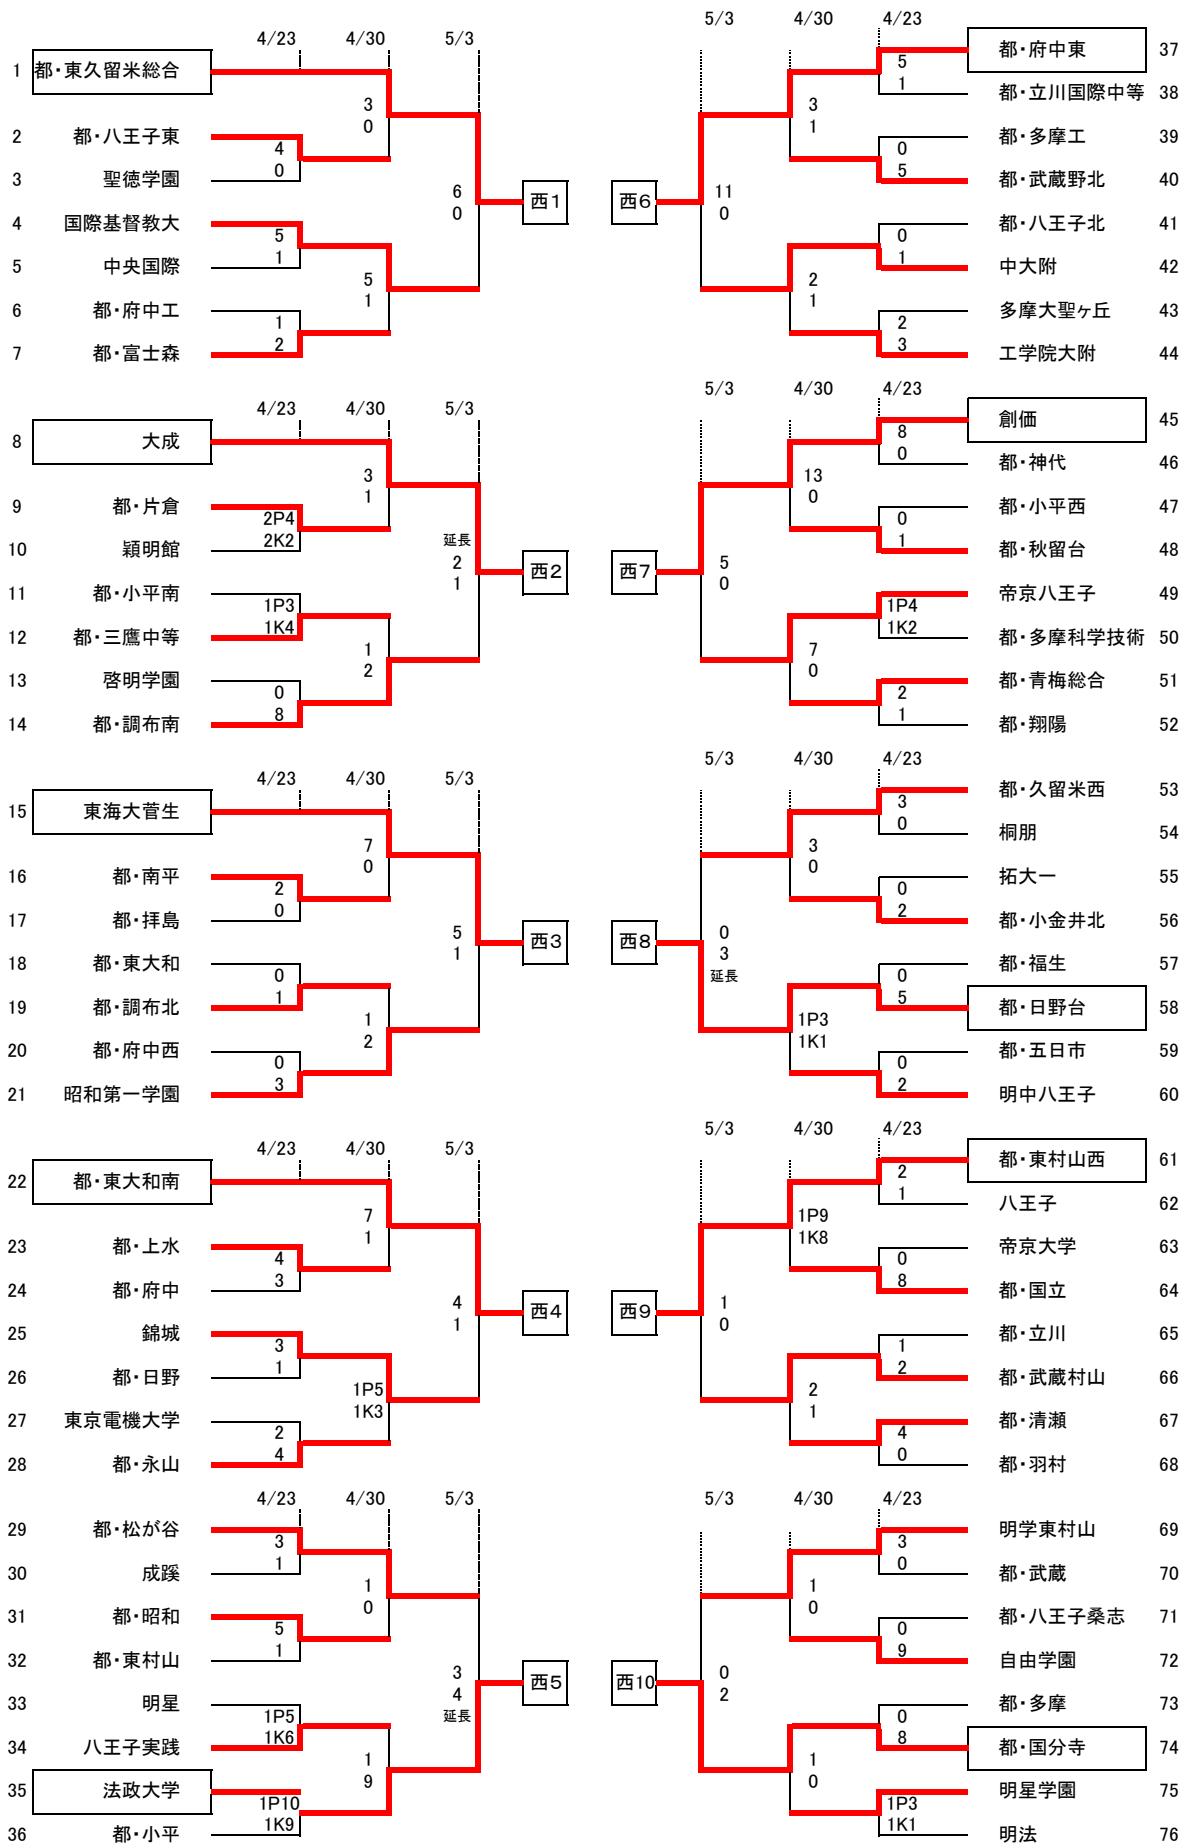 4/23 4/30 5/3
1 都・東久留米総合
3
0
2 都・八王子東
4
0
3 聖徳学園
6
0
西1
4 国際基督教大
5
1
5 中央国際
5
1
6 都・府中工
1
2
7 都・富士森
4/23 4/30 5/3
8 大成
3
1
9 都・片倉
2P4
2K2
10 穎明館
延長
2
1
西2
11 都・小平南
1P3
1K4
12 都・三鷹中等
1
2
13 啓明学園
0
8
14 都・調布南
4/23 4/30 5/3
15 東海大菅生
7
0
16 都・南平
2
0
17 都・拝島
5
1
西3
18 都・東大和
0
1
19 都・調布北
1
2
20 都・府中西
0
3
21 昭和第一学園
4/23 4/30 5/3
22 都・東大和南
7
1
23 都・上水
4
3
24 都・府中
4
1
西4
25 錦城
3
1
26 都・日野
1P5
1K3
27 東京電機大学
2
4
28 都・永山
4/23 4/30 5/3
29 都・松が谷
3
1
30 成蹊
1
0
31 都・昭和
5
1
32 都・東村山
3
4
延長
西5
33 明星
1P5
1K6
34 八王子実践
1
9
35 法政大学
1P10
1K9
36 都・小平
5/3 4/30 4/23
都・府中東 37
5
1
都・立川国際中等 38
3
1
都・多摩工 39
0
5
都・武蔵野北 40
西6
11
0
都・八王子北 41
0
1
中大附 42
2
1
多摩大聖ヶ丘 43
2
3
工学院大附 44
5/3 4/30 4/23
創価 45
8
0
都・神代 46
13
0
都・小平西 47
0
1
都・秋留台 48
西7
5
0
帝京八王子 49
1P4
1K2
都・多摩科学技術 50
7
0
都・青梅総合 51
2
1
都・翔陽 52
5/3 4/30 4/23
都・久留米西 53
3
0
桐朋 54
3
0
拓大一 55
0
2
都・小金井北 56
西8
0
3
延長
都・福生 57
0
5
都・日野台 58
1P3
1K1
都・五日市 59
0
2
明中八王子 60
5/3 4/30 4/23
都・東村山西 61
2
1
八王子 62
1P9
1K8
帝京大学 63
0
8
都・国立 64
西9
1
0
都・立川 65
1
2
都・武蔵村山 66
2
1
都・清瀬 67
4
0
都・羽村 68
5/3 4/30 4/23
明学東村山 69
3
0
都・武蔵 70
1
0
都・八王子桑志 71
0
9
自由学園 72
西10
0
2
都・多摩 73
0
8
都・国分寺 74
1
0
明星学園 75
1P3
1K1
明法 76